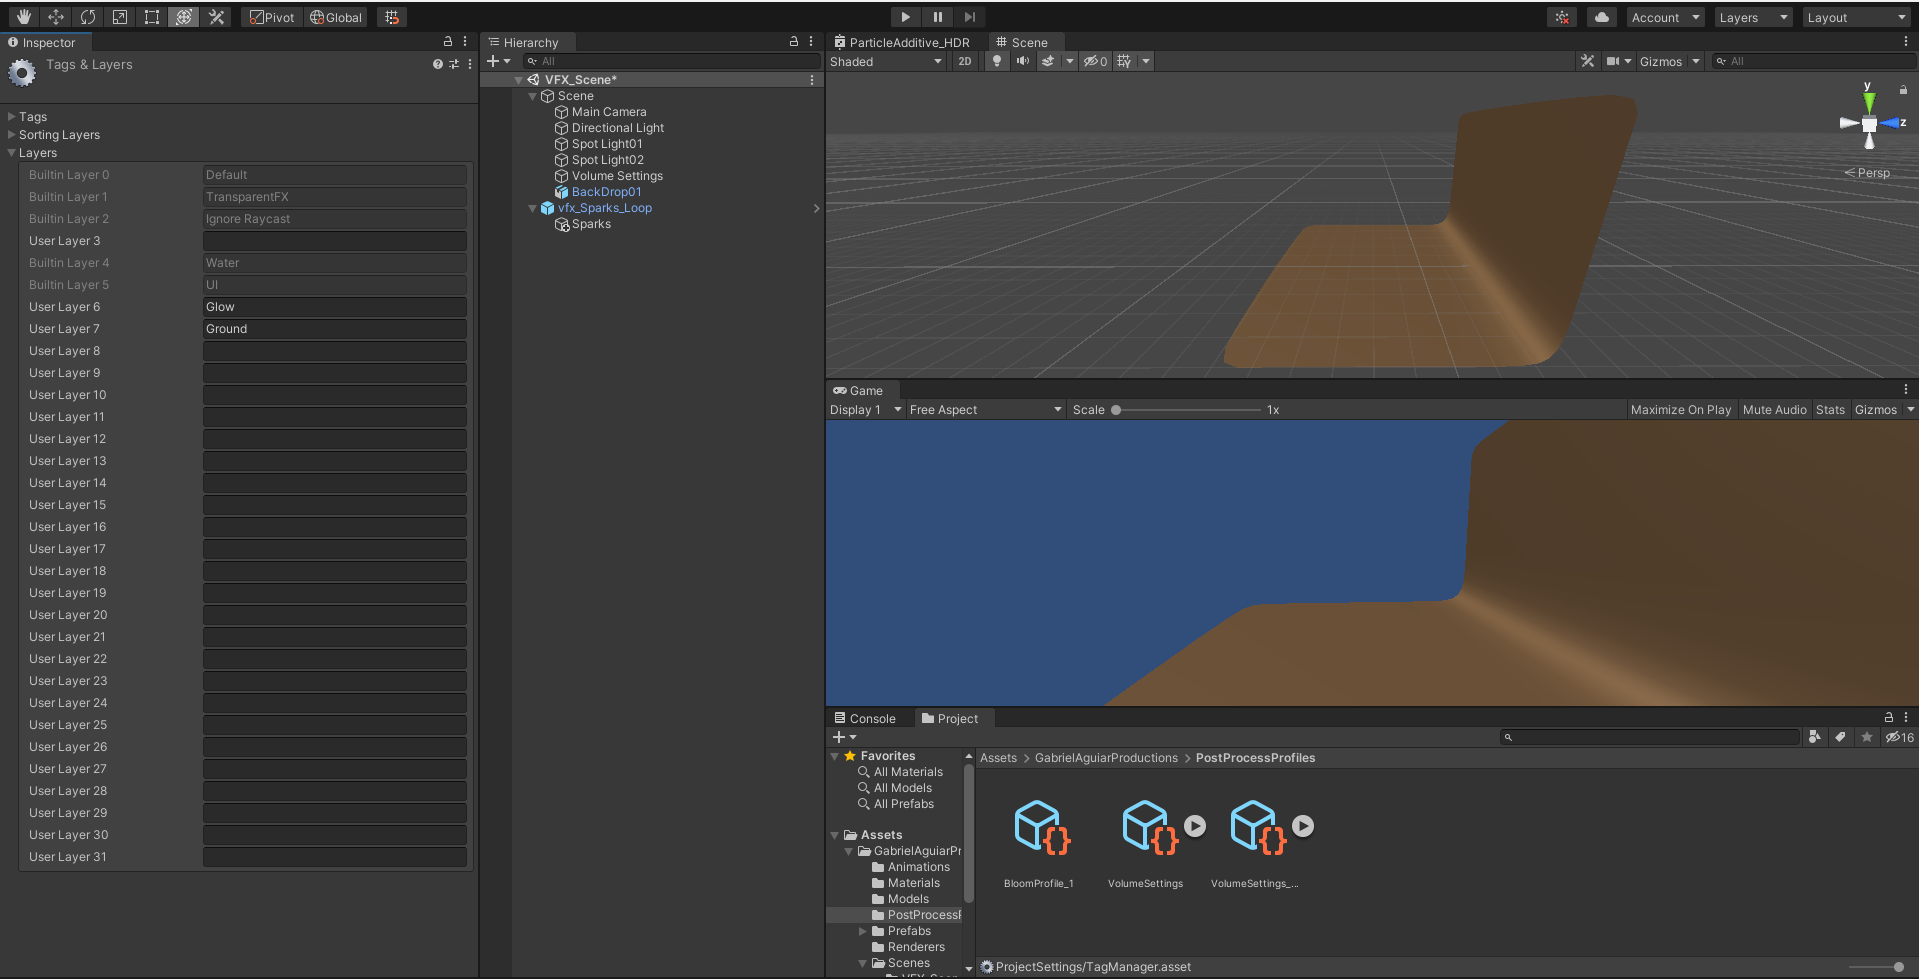 Pivot Global
Account Layers Layout
Inspector
Tags & Layers
Tags
Sorting Layers
Layers
Builtin Layer 0 Default
Builtin Layer 1 TransparentFX
Builtin Layer 2 Ignore Raycast
User Layer 3
Builtin Layer 4 Water
Builtin Layer 5 UI
User Layer 6 Glow
User Layer 7 Ground
User Layer 8
User Layer 9
User Layer 10
User Layer 11
User Layer 12
User Layer 13
User Layer 14
User Layer 15
User Layer 16
User Layer 17
User Layer 18
User Layer 19
User Layer 20
User Layer 21
User Layer 22
User Layer 23
User Layer 24
User Layer 25
User Layer 26
User Layer 27
User Layer 28
User Layer 29
User Layer 30
User Layer 31
Hierarchy
All
VFX_Scene*
Scene
Main Camera
Directional Light
Spot Light01
Spot Light02
Volume Settings
BackDrop01
vfx_Sparks_Loop
Sparks
ParticleAdditive_HDR Scene
Shaded 2D 0 Gizmos All
y
z
Persp
Game
Display 1 Free Aspect Scale 1x Maximize On Play Mute Audio Stats Gizmos
Console Project
16
Favorites
All Materials
All Models
All Prefabs
Assets
GabrielAguiarPr
Animations
Materials
Models
PostProcessP
Prefabs
Renderers
Scenes
Assets > GabrielAguiarProductions > PostProcessProfiles
BloomProfile_1 VolumeSettings VolumeSettings_...
ProjectSettings/TagManager.asset